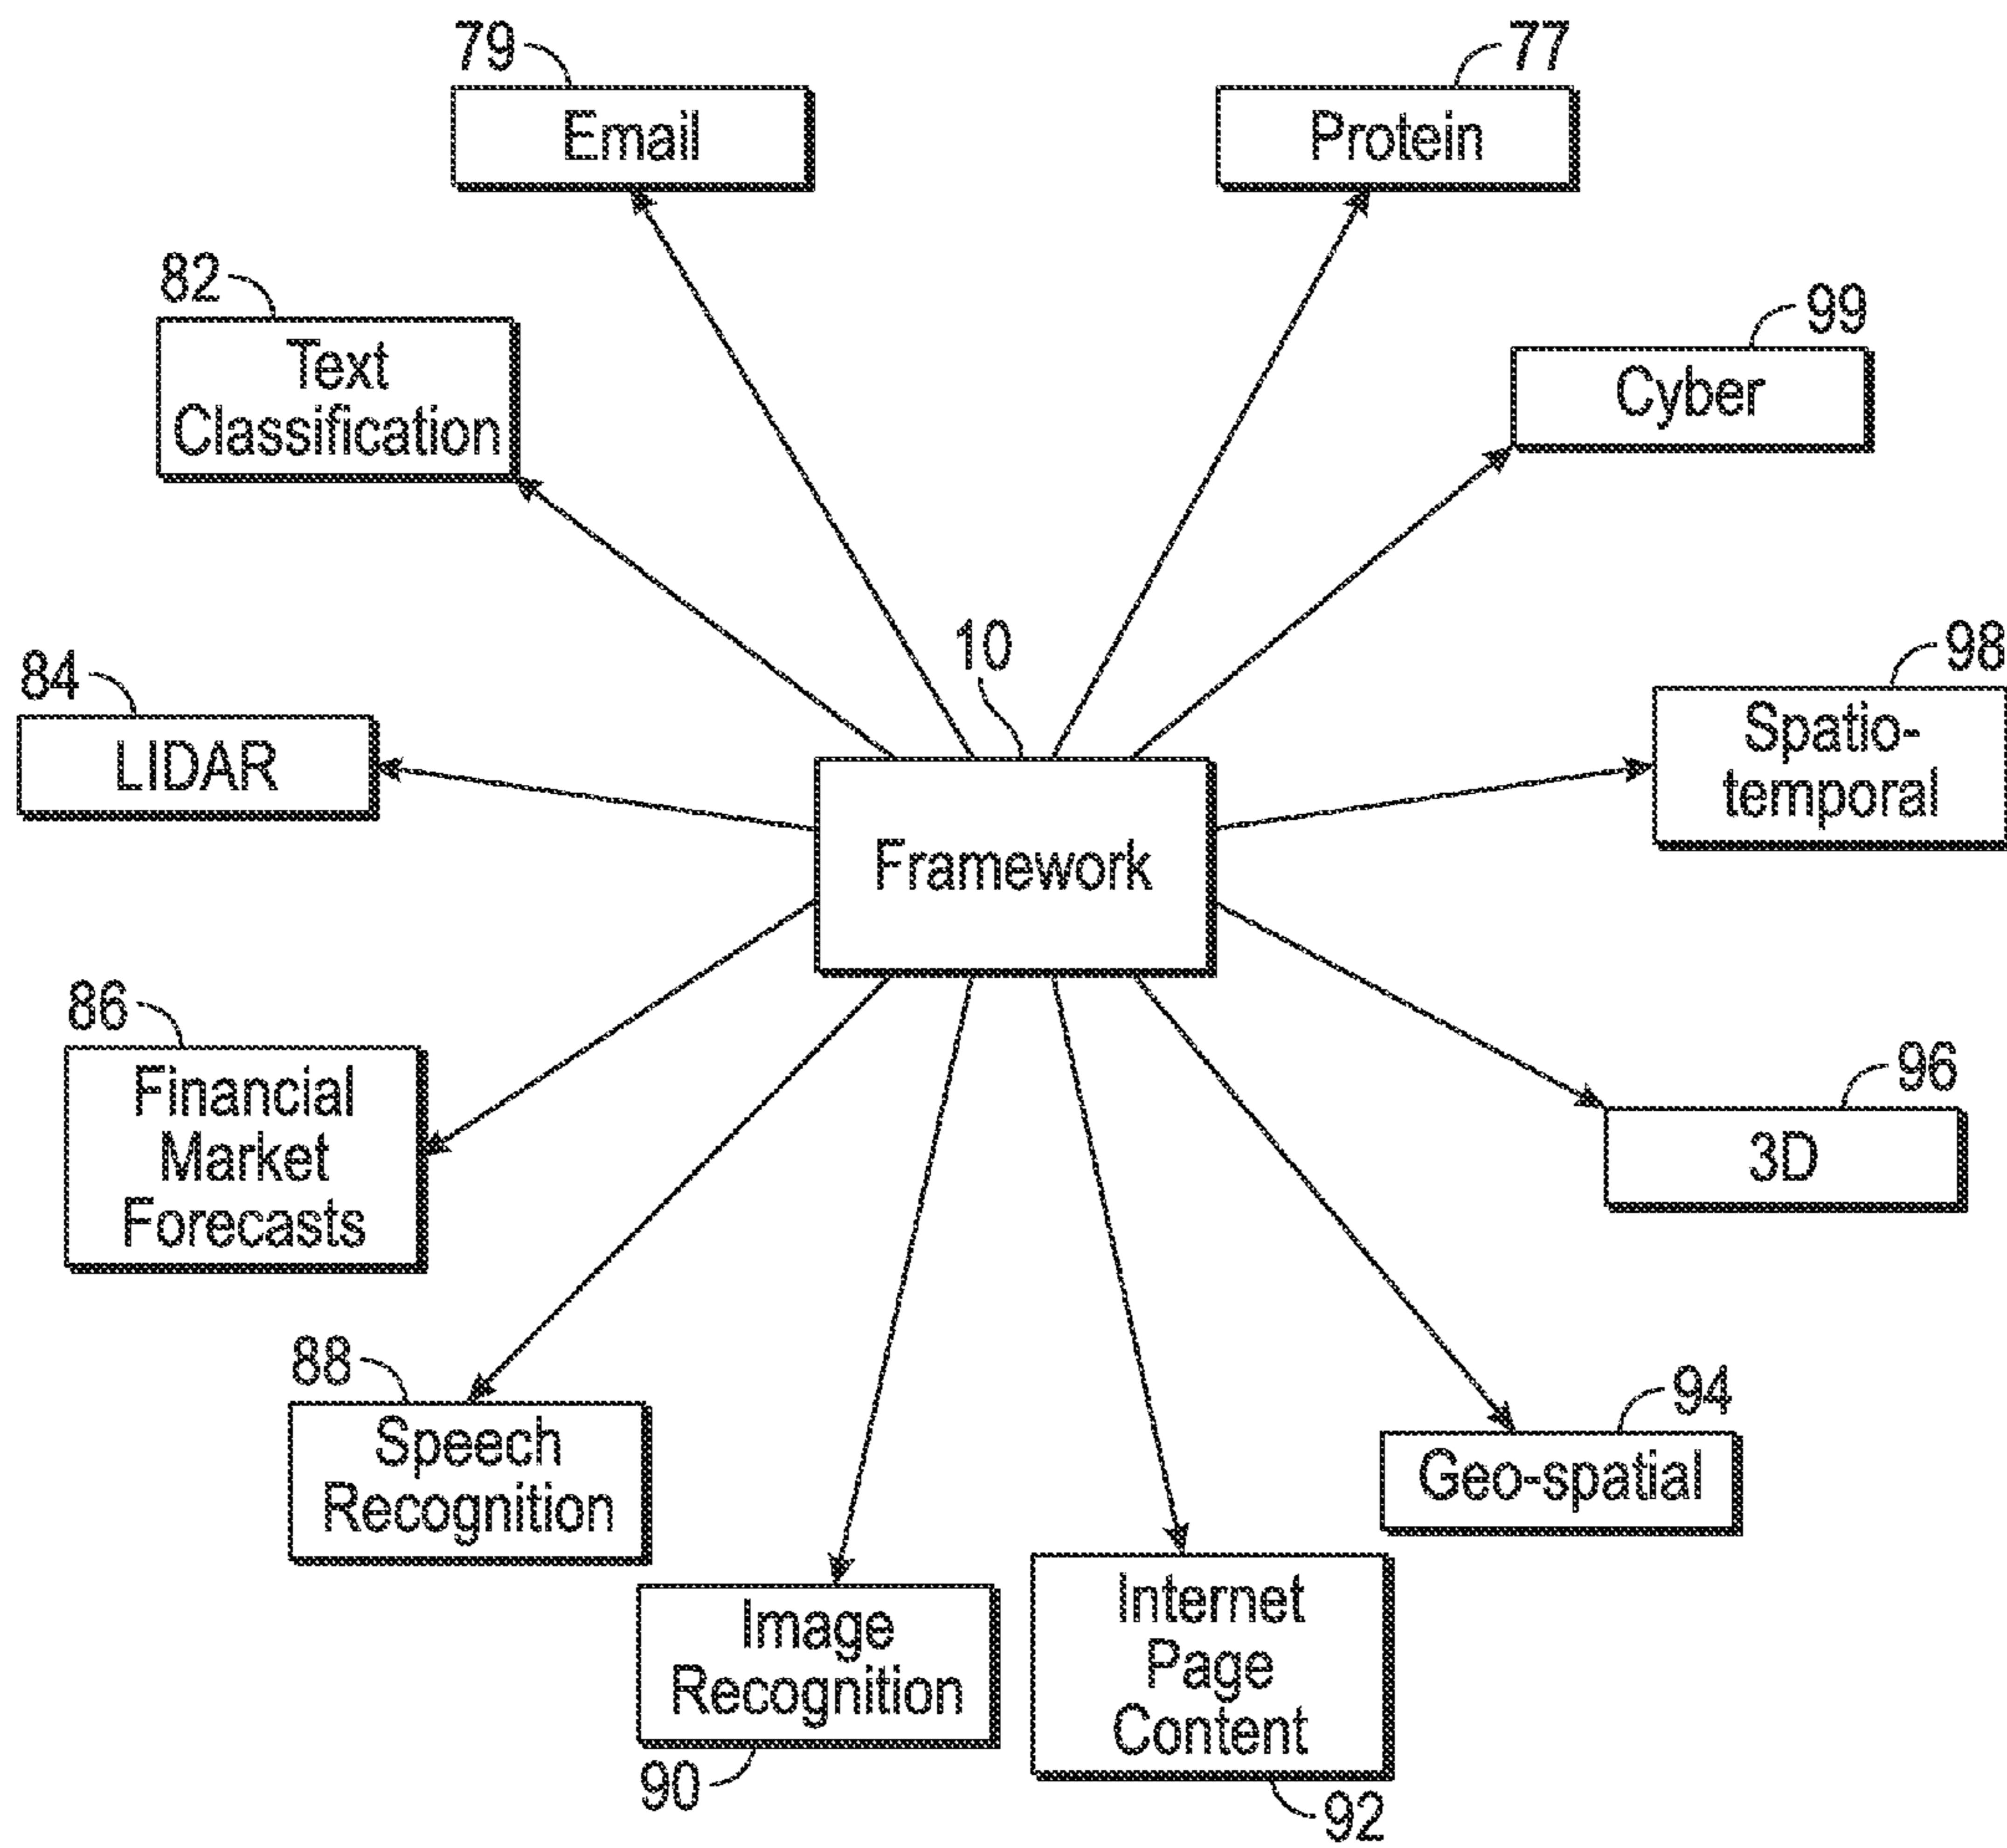 79
Email
77
Protein
82
Text
Classification
99
Cyber
84
LIDAR
10
Framework
98
Spatio-
temporal
86
Financial
Market
Forecasts
96
3D
88
Speech
Recognition
94
Geo-spatial
Image
Recognition
90
Internet
Page
Content
92